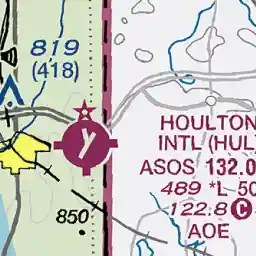 819
(418)
HOULTON
INTL (HUL)
ASOS 132.0
489 *L 50
122.8 C
AOE
850